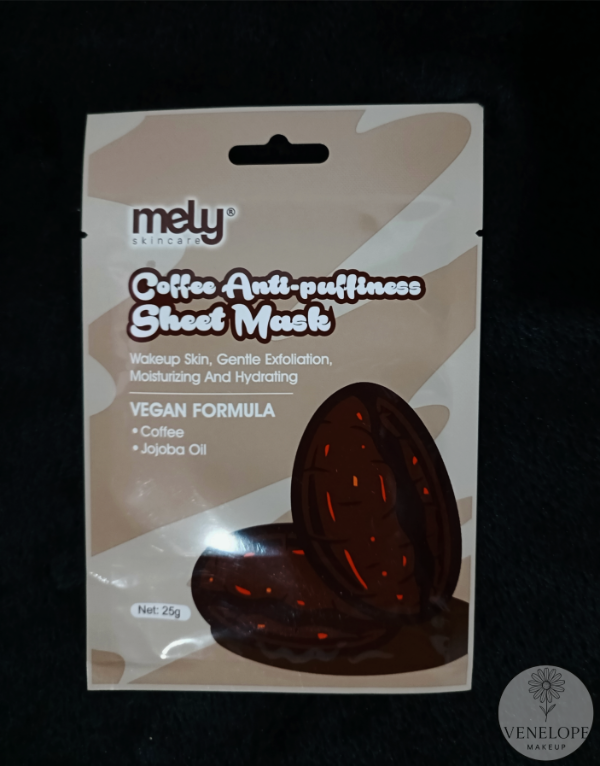 mely®
skincare
Coffee Anti-puffiness
Sheet Mask
Wakeup Skin, Gentle Exfoliation,
Moisturizing And Hydrating
VEGAN FORMULA
• Coffee
• Jojoba Oil
Net: 25g
VENELOPE
MAKEUP